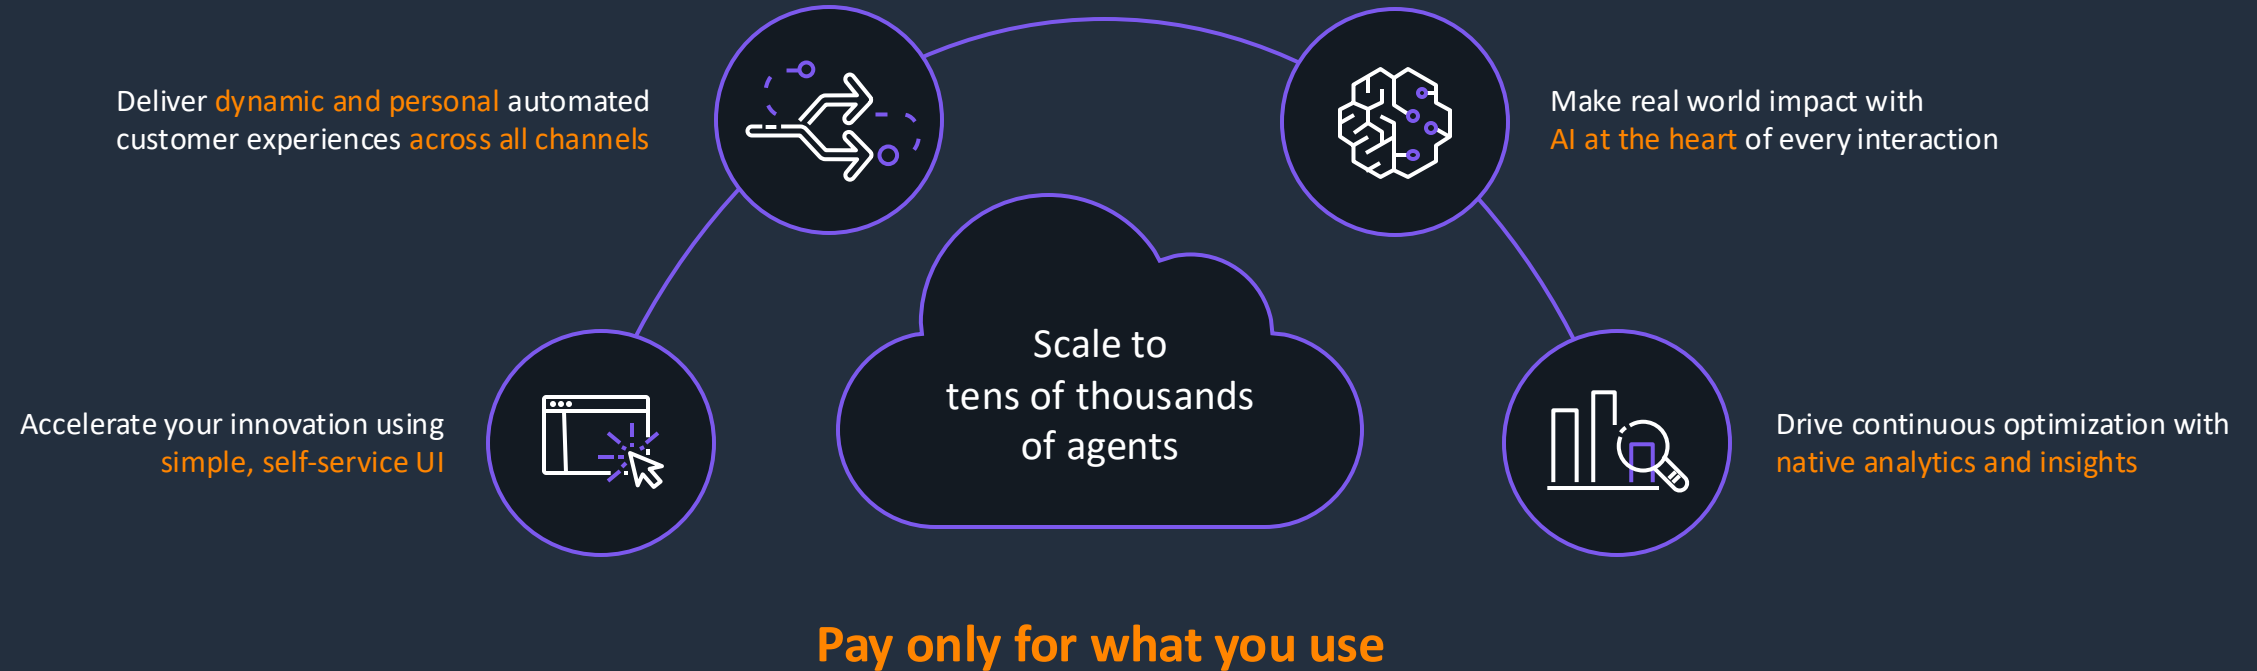 Deliver dynamic and personal automated
customer experiences across all channels
Make real world impact with
AI at the heart of every interaction
Accelerate your innovation using
simple, self-service UI
Scale to
tens of thousands
of agents
Drive continuous optimization with
native analytics and insights
Pay only for what you use